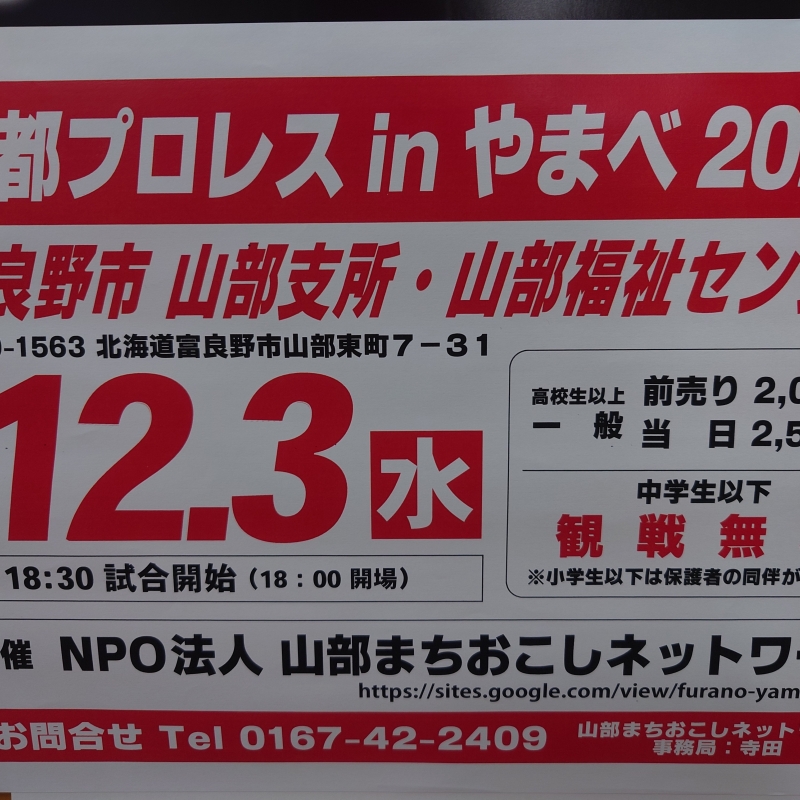 都プロレス in やまべ 20
良野市 山部支所・山部福祉セン
-1563 北海道富良野市山部東町7-31
12.3 水
高校生以上 一般 前売り 2,0
当日 2,5
中学生以下
観戦無
※小学生以下は保護者の同伴が
18:30 試合開始 (18:00 開場)
催 NPO法人 山部まちおこしネットワー
https://sites.google.com/view/furano-yam
お問合せ Tel 0167-42-2409
山部まちおこしネット
事務局:寺田